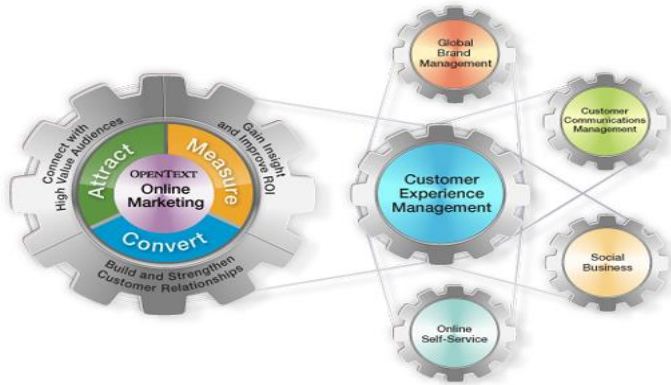 Connect with
High Value Audiences
Gain Insight
and Improve ROI
Attract
Measure
OPENTEXT
Online
Marketing
Convert
Build and Strengthen
Customer Relationships
Global
Brand
Management
Customer
Communications
Management
Customer
Experience
Management
Social
Business
Online
Self-Service